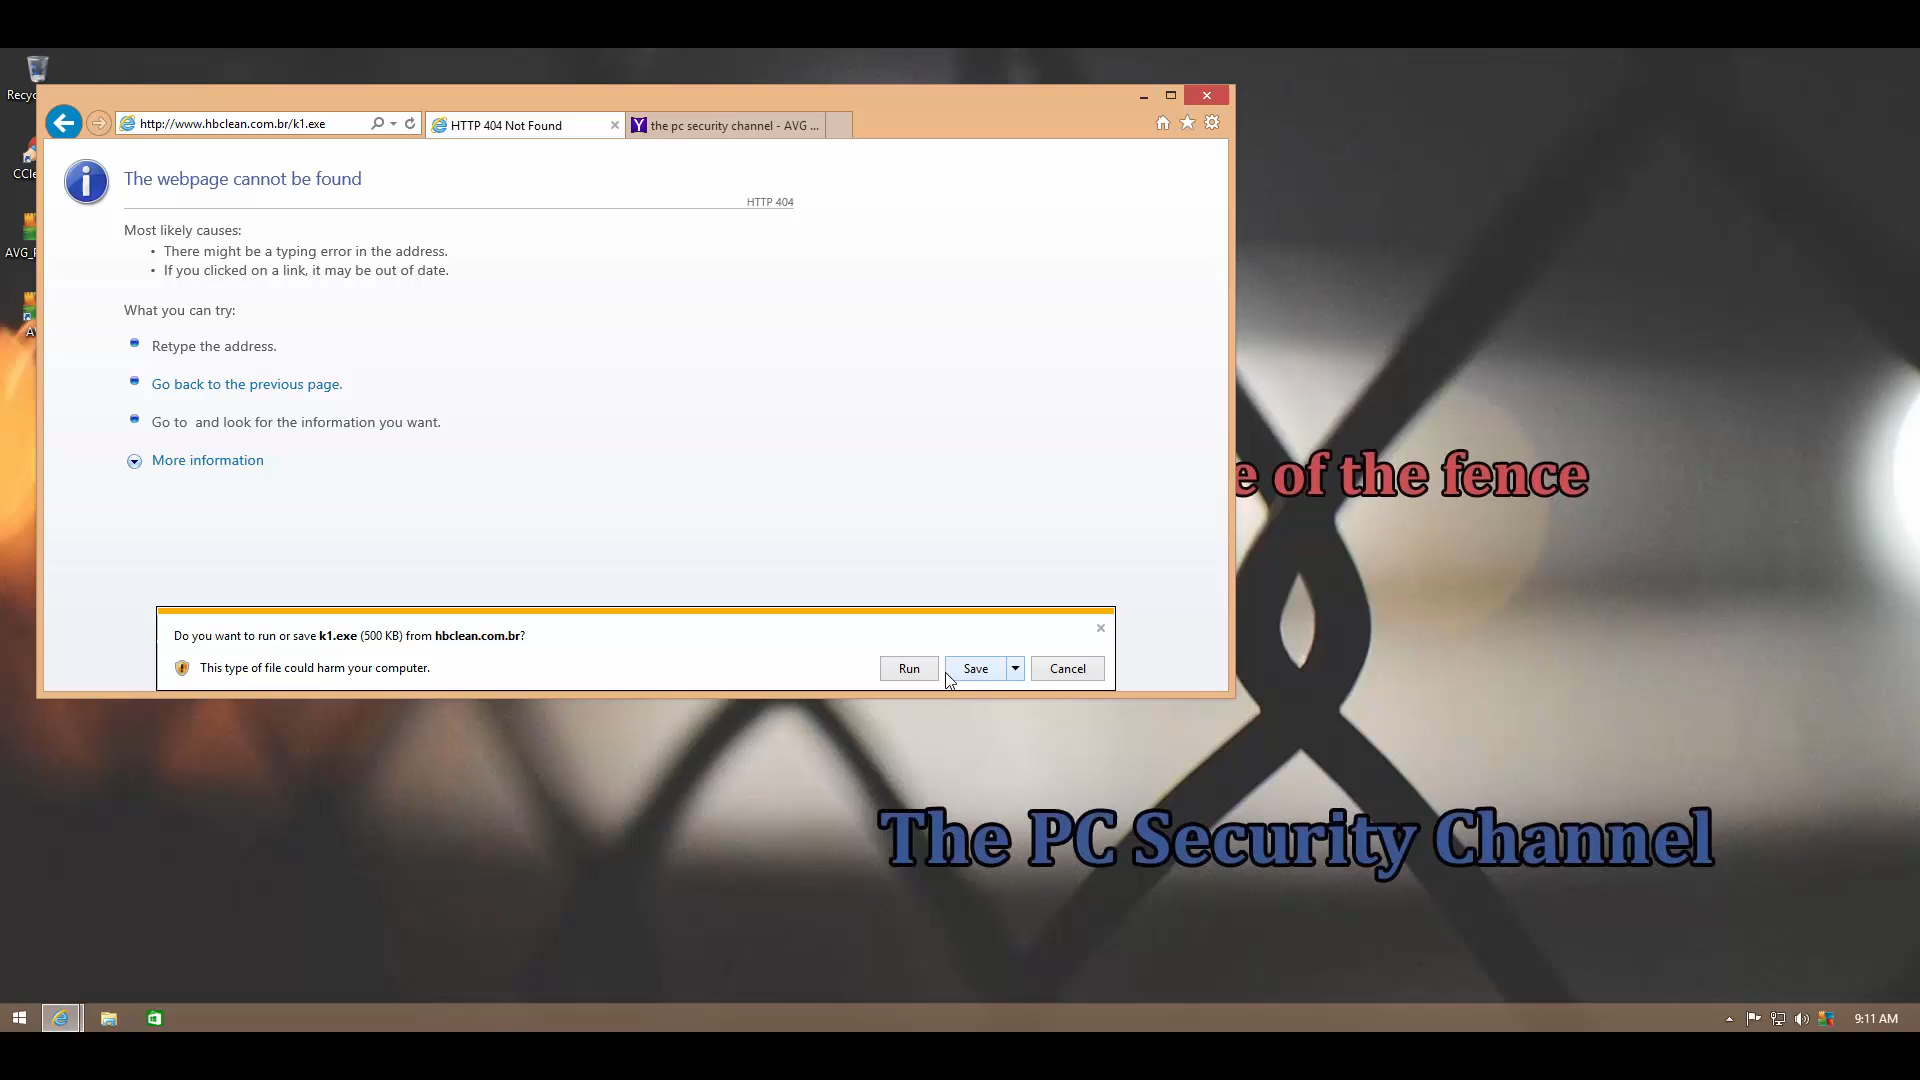 Recyc
http://www.hbclean.com.br/k1.exe
HTTP 404 Not Found
the pc security channel - AVG ...
The webpage cannot be found
HTTP 404
Most likely causes:
• There might be a typing error in the address.
• If you clicked on a link, it may be out of date.
What you can try:
Retype the address.
Go back to the previous page.
Go to  and look for the information you want.
More information
CCle
AVG_
A
e of the fence
Do you want to run or save k1.exe (500 KB) from hbclean.com.br?
This type of file could harm your computer.
Run
Save
Cancel
The PC Security Channel
9:11 AM